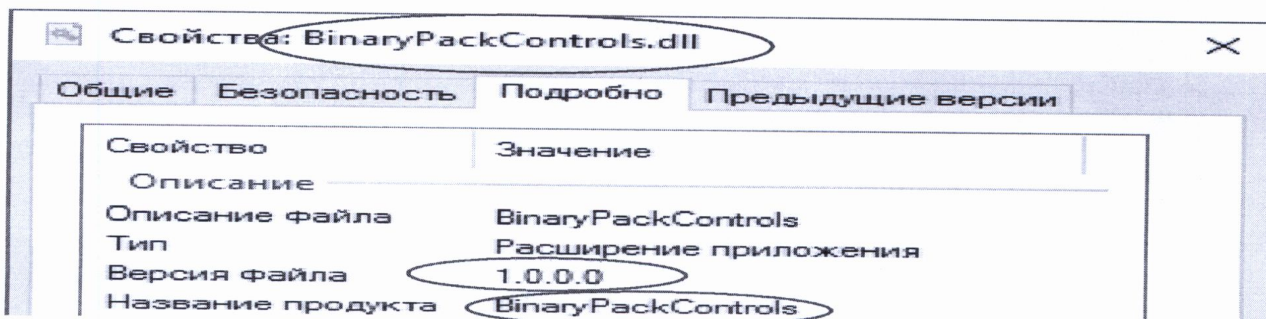 Свойства: BinaryPackControls.dll
Общие Безопасность Подробно Предыдущие версии
Свойство Значение
Описание
Описание файла BinaryPackControls
Тип Расширение приложения
Версия файла 1.0.0.0
Название продукта BinaryPackControls